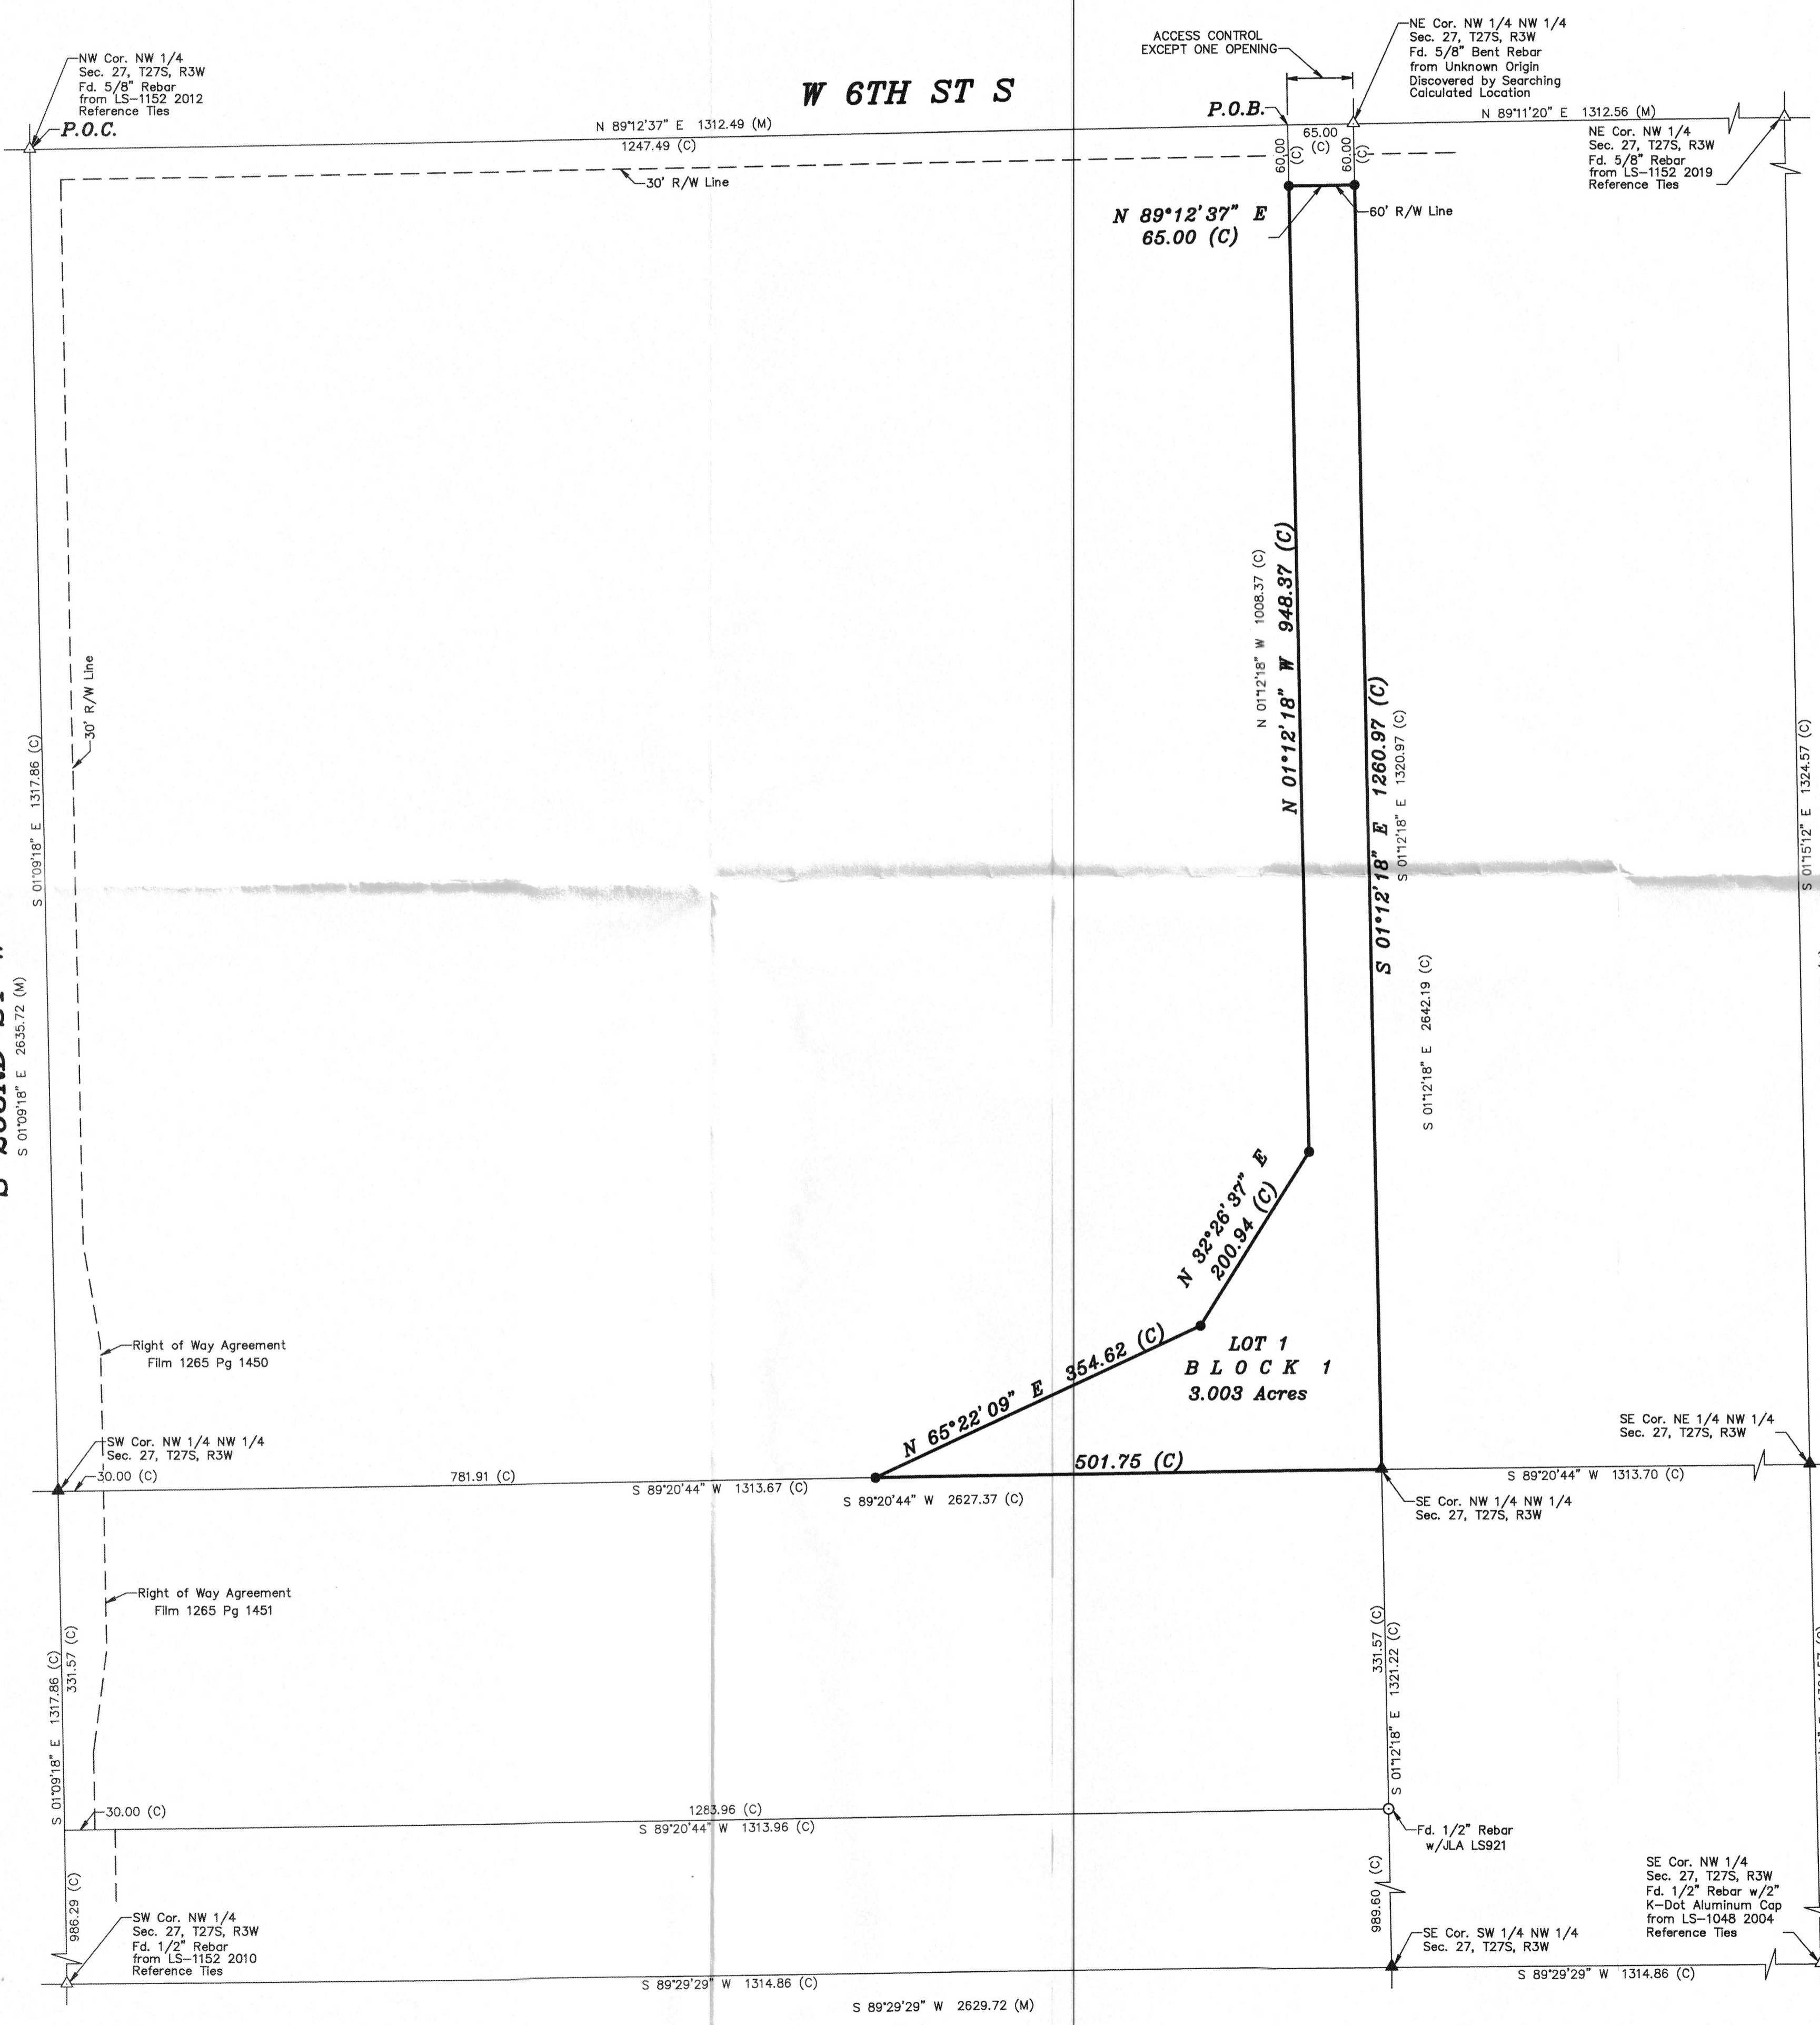 NW Cor. NW 1/4
Sec. 27, T27S, R3W
Fd. 5/8" Rebar
from LS-1152 2012
Reference Ties
P.O.C.
W 6TH ST S
N 89°12'37" E 1312.49 (M)
1247.49 (C)
30' R/W Line
ACCESS CONTROL
EXCEPT ONE OPENING
P.O.B.
NE Cor. NW 1/4 NW 1/4
Sec. 27, T27S, R3W
Fd. 5/8" Bent Rebar
from Unknown Origin
Discovered by Searching
Calculated Location
N 89°11'20" E 1312.56 (M)
NE Cor. NW 1/4
Sec. 27, T27S, R3W
Fd. 5/8" Rebar
from LS-1152 2019
Reference Ties
65.00
(C)
60.00
(C)
60.00
(C)
N 89°12'37" E
65.00 (C)
60' R/W Line
30' R/W Line
S 01°09'18" E 1317.86 (C)
S 01°09'18" E 2635.72 (M)
N 01°12'18" W 1008.37 (C)
N 01°12'18" W 948.37 (C)
S 01°12'18" E 1260.97 (C)
S 01°12'18" E 1320.97 (C)
S 01°12'18" E 2642.19 (C)
S 01°15'12" E 1324.57 (C)
N 32°26'37" E
200.94 (C)
N 65°22'09" E 354.62 (C)
LOT 1
BLOCK 1
3.003 Acres
501.75 (C)
Right of Way Agreement
Film 1265 Pg 1450
SW Cor. NW 1/4 NW 1/4
Sec. 27, T27S, R3W
30.00 (C)
781.91 (C)
S 89°20'44" W 1313.67 (C)
S 89°20'44" W 2627.37 (C)
SE Cor. NW 1/4 NW 1/4
Sec. 27, T27S, R3W
SE Cor. NE 1/4 NW 1/4
Sec. 27, T27S, R3W
S 89°20'44" W 1313.70 (C)
Right of Way Agreement
Film 1265 Pg 1451
S 01°09'18" E 1317.86 (C)
331.57 (C)
331.57 (C)
S 01°12'18" E 1321.22 (C)
30.00 (C)
1283.96 (C)
S 89°20'44" W 1313.96 (C)
Fd. 1/2" Rebar
w/JLA LS921
986.29 (C)
989.60 (C)
SW Cor. NW 1/4
Sec. 27, T27S, R3W
Fd. 1/2" Rebar
from LS-1152 2010
Reference Ties
SE Cor. SW 1/4 NW 1/4
Sec. 27, T27S, R3W
SE Cor. NW 1/4
Sec. 27, T27S, R3W
Fd. 1/2" Rebar w/2"
K-Dot Aluminum Cap
from LS-1048 2004
Reference Ties
S 89°29'29" W 1314.86 (C)
S 89°29'29" W 1314.86 (C)
S 89°29'29" W 2629.72 (M)